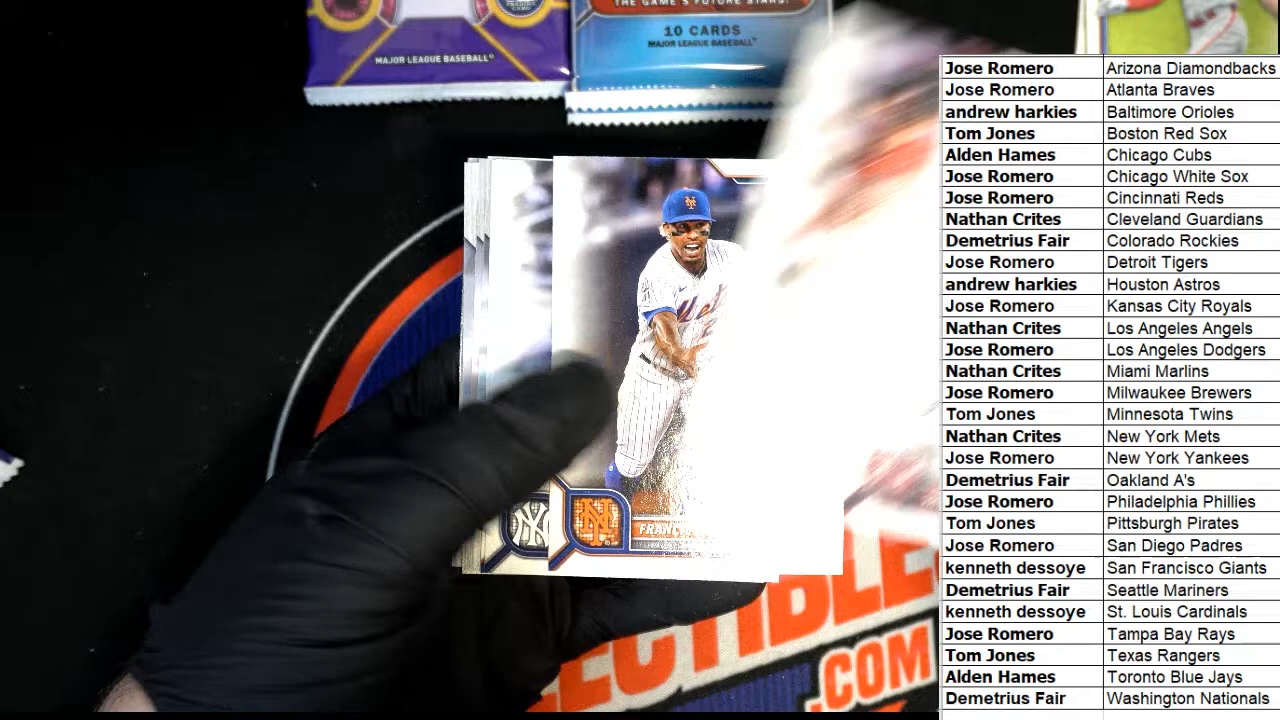 THE GAME'S FUTURE STARS!
10 CARDS
MAJOR LEAGUE BASEBALL
MAJOR LEAGUE BASEBALL
Jose Romero Arizona Diamondbacks
Jose Romero Atlanta Braves
andrew harkies Baltimore Orioles
Tom Jones Boston Red Sox
Alden Hames Chicago Cubs
Jose Romero Chicago White Sox
Jose Romero Cincinnati Reds
Nathan Crites Cleveland Guardians
Demetrius Fair Colorado Rockies
Jose Romero Detroit Tigers
andrew harkies Houston Astros
Jose Romero Kansas City Royals
Nathan Crites Los Angeles Angels
Jose Romero Los Angeles Dodgers
Nathan Crites Miami Marlins
Jose Romero Milwaukee Brewers
Tom Jones Minnesota Twins
Nathan Crites New York Mets
Jose Romero New York Yankees
Demetrius Fair Oakland A's
Jose Romero Philadelphia Phillies
Tom Jones Pittsburgh Pirates
Jose Romero San Diego Padres
kenneth dessoye San Francisco Giants
Demetrius Fair Seattle Mariners
kenneth dessoye St. Louis Cardinals
Jose Romero Tampa Bay Rays
Tom Jones Texas Rangers
Alden Hames Toronto Blue Jays
Demetrius Fair Washington Nationals
NY
NY
FRANC
ECTIBLE
.COM